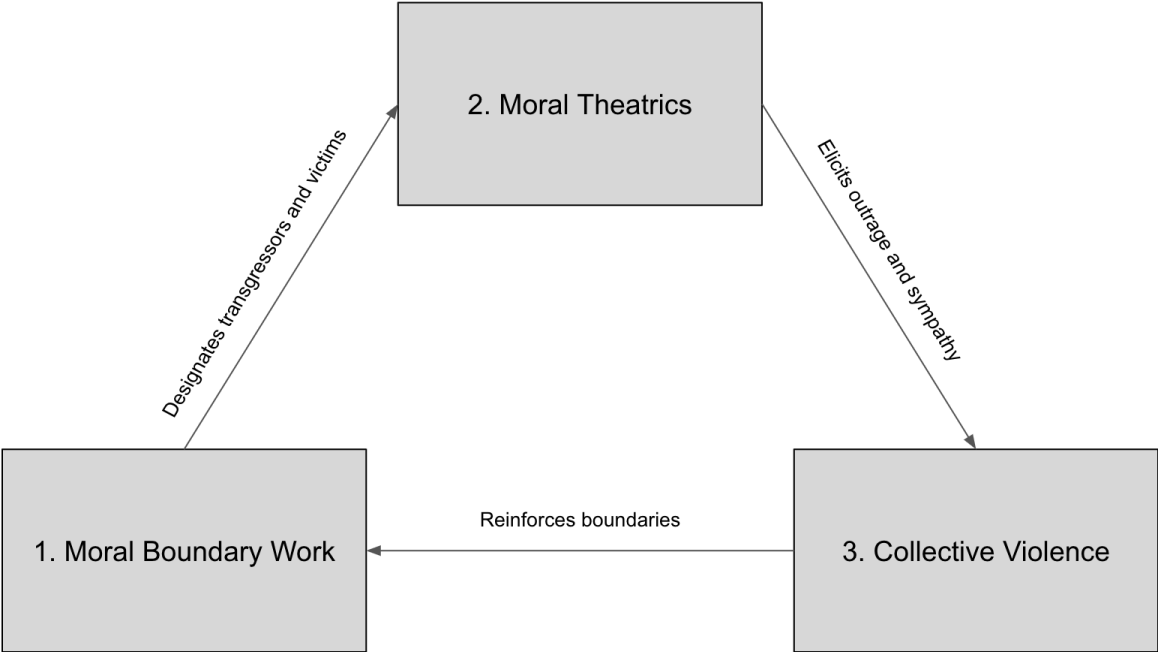 2. Moral Theatrics
Designates transgressors and victims
Elicits outrage and sympathy
Reinforces boundaries
1. Moral Boundary Work
3. Collective Violence